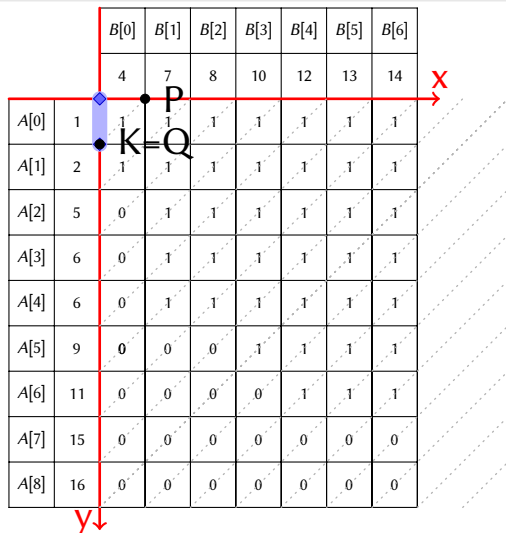 B[0] B[1] B[2] B[3] B[4] B[5] B[6]
4 7 8 10 12 13 14
x
P
A[0] 1 1 1 1 1 1 1 1
K=Q
A[1] 2 1 1 1 1 1 1 1
A[2] 5 0 1 1 1 1 1 1
A[3] 6 0 1 1 1 1 1 1
A[4] 6 0 1 1 1 1 1 1
A[5] 9 0 0 0 1 1 1 1
A[6] 11 0 0 0 0 1 1 1
A[7] 15 0 0 0 0 0 0 0
A[8] 16 0 0 0 0 0 0 0
y